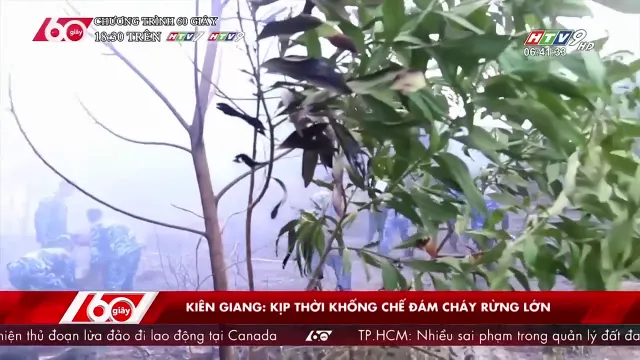 60 giây
CHƯƠNG TRÌNH 60 GIÂY
18:30 TRÊN HTV7 HTV9
HTV9 HD
06:41:33
60 giây
KIÊN GIANG: KỊP THỜI KHỐNG CHẾ ĐÁM CHÁY RỪNG LỚN
hiện thủ đoạn lừa đảo đi lao động tại Canada 60 TP.HCM: Nhiều sai phạm trong quản lý đất đ